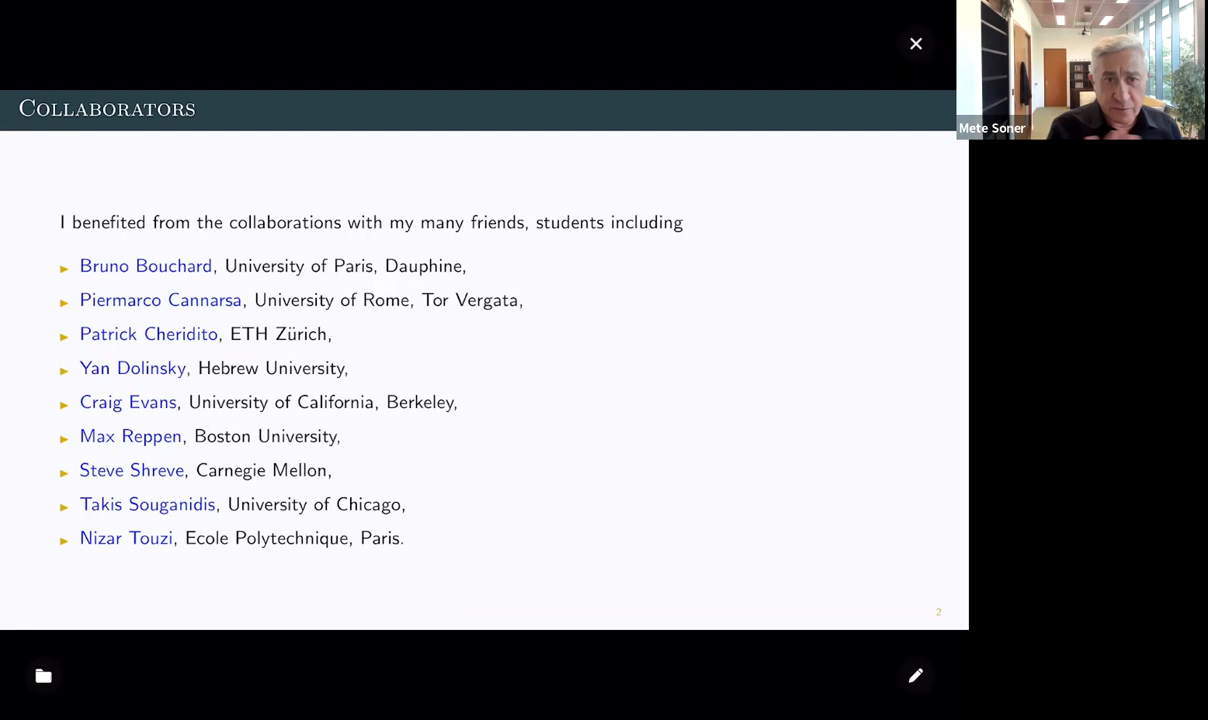 COLLABORATORS
Mete Soner
I benefited from the collaborations with my many friends, students including
► Bruno Bouchard, University of Paris, Dauphine,
► Piermarco Cannarsa, University of Rome, Tor Vergata,
► Patrick Cheridito, ETH Zürich,
► Yan Dolinsky, Hebrew University,
► Craig Evans, University of California, Berkeley,
► Max Reppen, Boston University,
► Steve Shreve, Carnegie Mellon,
► Takis Souganidis, University of Chicago,
► Nizar Touzi, Ecole Polytechnique, Paris.
2